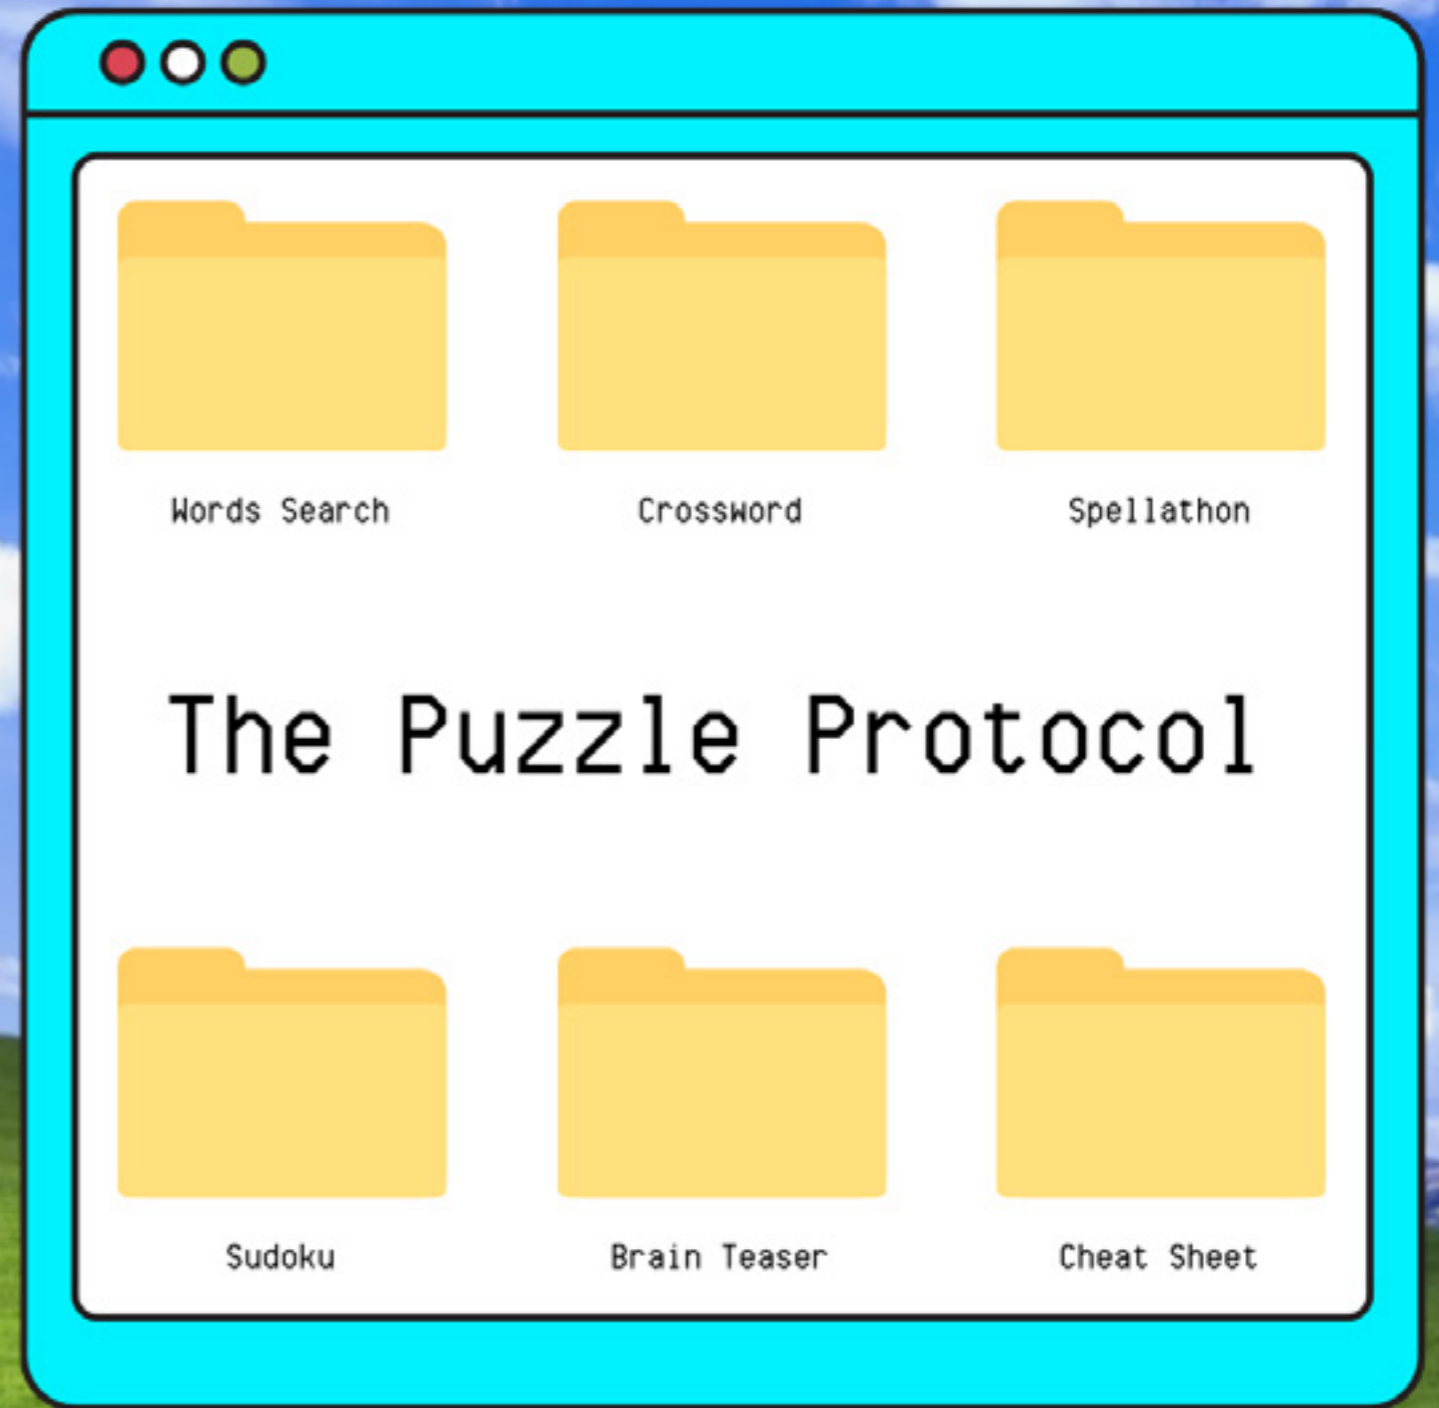 Words Search
Crossword
Spellathon
The Puzzle Protocol
Sudoku
Brain Teaser
Cheat Sheet